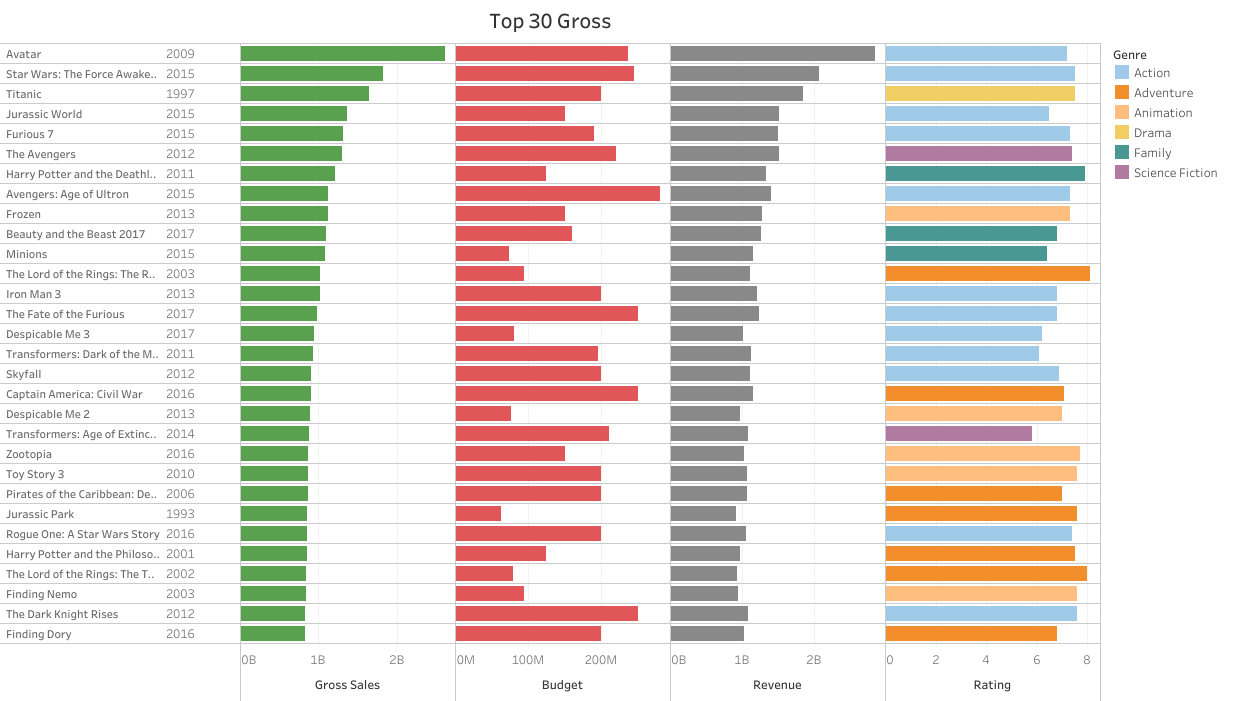 Top 30 Gross
Avatar 2009
Star Wars: The Force Awake.. 2015
Titanic 1997
Jurassic World 2015
Furious 7 2015
The Avengers 2012
Harry Potter and the Deathl.. 2011
Avengers: Age of Ultron 2015
Frozen 2013
Beauty and the Beast 2017 2017
Minions 2015
The Lord of the Rings: The R.. 2003
Iron Man 3 2013
The Fate of the Furious 2017
Despicable Me 3 2017
Transformers: Dark of the M.. 2011
Skyfall 2012
Captain America: Civil War 2016
Despicable Me 2 2013
Transformers: Age of Extinc.. 2014
Zootopia 2016
Toy Story 3 2010
Pirates of the Caribbean: De.. 2006
Jurassic Park 1993
Rogue One: A Star Wars Story 2016
Harry Potter and the Philoso.. 2001
The Lord of the Rings: The T.. 2002
Finding Nemo 2003
The Dark Knight Rises 2012
Finding Dory 2016
0B 1B 2B 0M 100M 200M 0B 1B 2B 0 2 4 6 8
Gross Sales Budget Revenue Rating
Genre
Action
Adventure
Animation
Drama
Family
Science Fiction